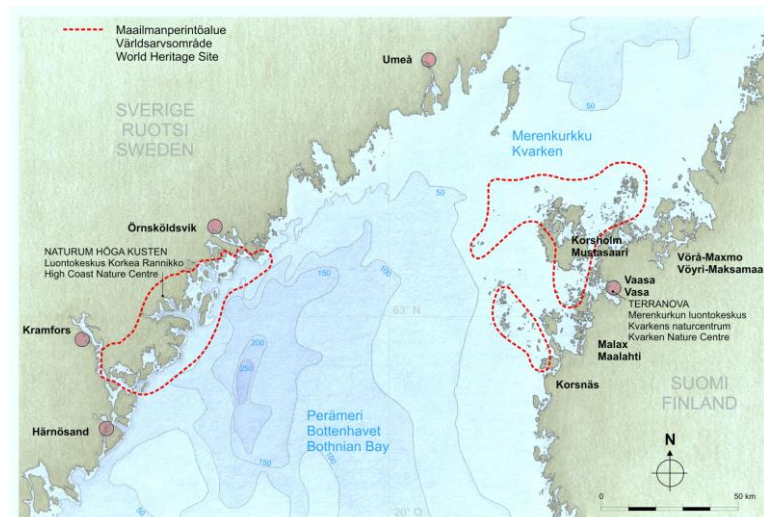 Maailmanperintöalue
Världsarvsområde
World Heritage Site
Umeå
50
SVERIGE
RUOTSI
SWEDEN
Merenkurkku
Kvarken
50
Örnsköldsvik
NATURUM HÖGA KUSTEN
Luontokeskus Korkea Rannikko
High Coast Nature Centre
Korsholm
Mustasaari
Vörå-Maxmo
Vöyri-Maksamaa
150
100
Vaasa
Vasa
TERRANOVA
Merenkurkun luontokeskus
Kvarkens naturcentrum
Kvarken Nature Centre
63° N
Kramfors
200
250
Malax
Maalahti
Korsnäs
SUOMI
FINLAND
Perämeri
Bottenhavet
Bothnian Bay
Härnösand
N
150
100
20° O
0
50 km